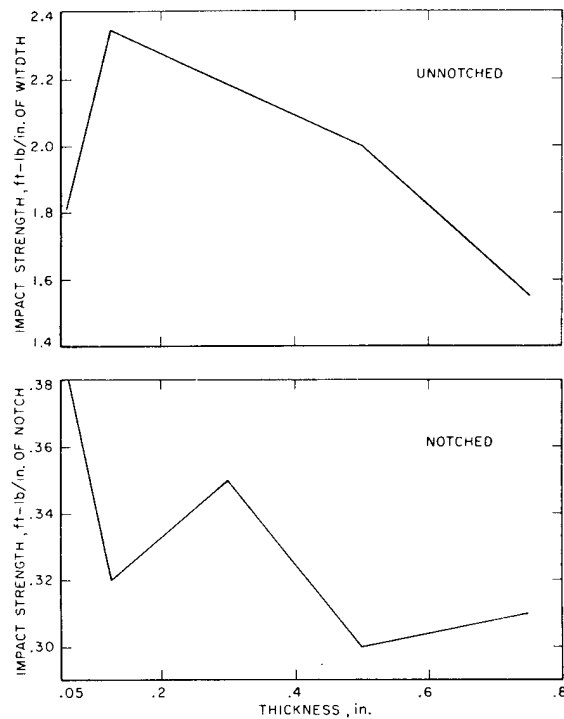 2.4
2.2
2.0
1.8
1.6
1.4
IMPACT STRENGTH, ft-lb/in. OF WITDTH
UNNOTCHED
.38
.36
.34
.32
.30
IMPACT STRENGTH, ft-lb/in. OF NOTCH
NOTCHED
.05 .2 .4 .6 .8
THICKNESS, in.